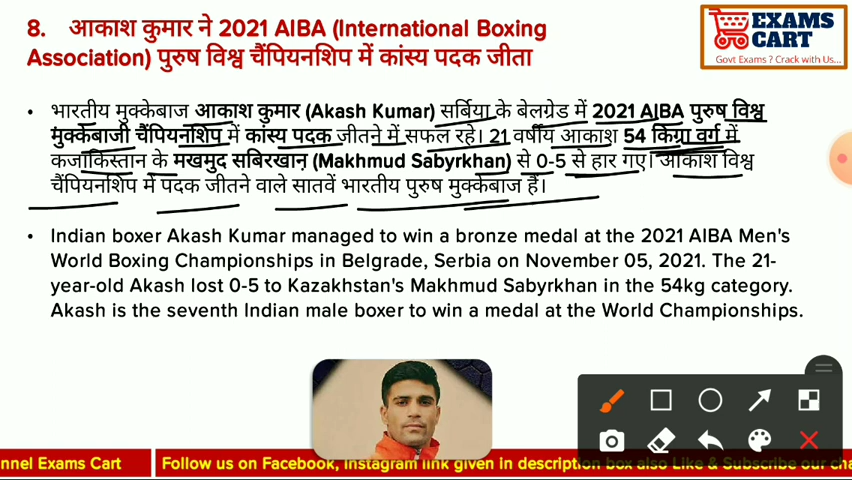 8. आकाश कुमार ने 2021 AIBA (International Boxing
Association) पुरुष विश्व चैंपियनशिप में कांस्य पदक जीता
EXAMS
CART
Govt Exams ? Crack with Us...
• भारतीय मुक्केबाज आकाश कुमार (Akash Kumar) सर्बिया के बेलग्रेड में 2021 AIBA पुरुष विश्व
मुक्केबाजी चैंपियनशिप में कांस्य पदक जीतने में सफल रहे। 21 वर्षीय आकाश 54 किग्रा वर्ग में
कजाकिस्तान के मखमुद सबिरखान (Makhmud Sabyrkhan) से 0-5 से हार गए। आकाश विश्व
चैंपियनशिप में पदक जीतने वाले सातवें भारतीय पुरुष मुक्केबाज हैं।
• Indian boxer Akash Kumar managed to win a bronze medal at the 2021 AIBA Men's
World Boxing Championships in Belgrade, Serbia on November 05, 2021. The 21-
year-old Akash lost 0-5 to Kazakhstan's Makhmud Sabyrkhan in the 54kg category.
Akash is the seventh Indian male boxer to win a medal at the World Championships.
nnel Exams Cart Follow us on Facebook, Instagram link given in description box also Like & Subscribe our cha